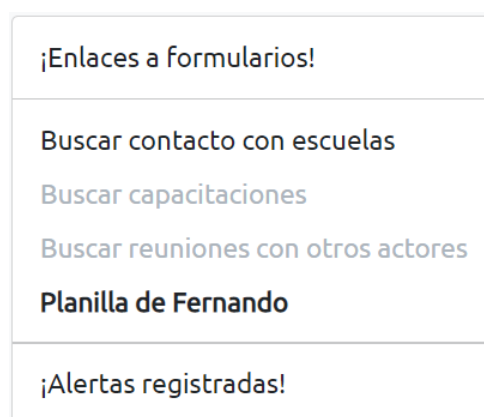 ¡Enlaces a formularios!
Buscar contacto con escuelas
Buscar capacitaciones
Buscar reuniones con otros actores
Planilla de Fernando
¡Alertas registradas!